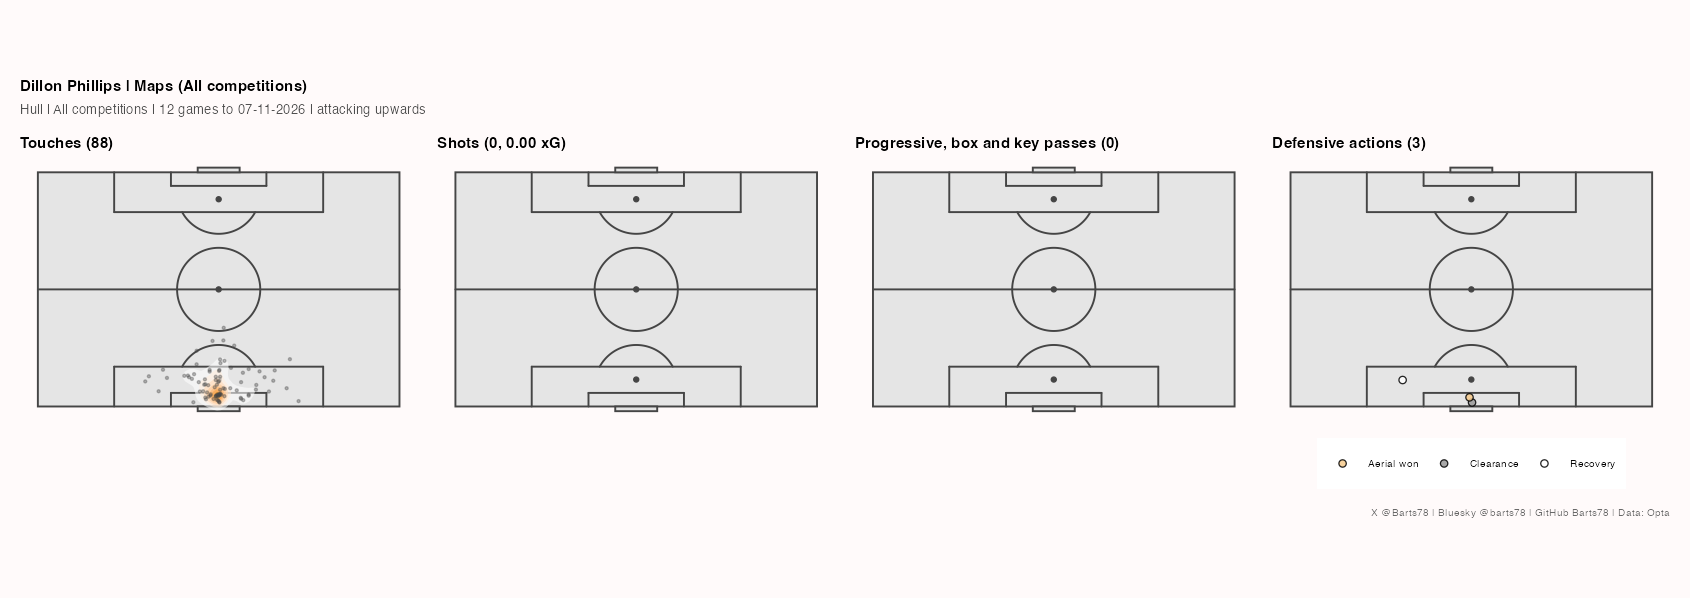 Dillon Phillips | Maps (All competitions)
Hull | All competitions | 12 games to 07-11-2026 | attacking upwards
Touches (88)
Shots (0, 0.00 xG)
Progressive, box and key passes (0)
Defensive actions (3)
Aerial won
Clearance
Recovery
X @Barts78 | Bluesky @barts78 | GitHub Barts78 | Data: Opta